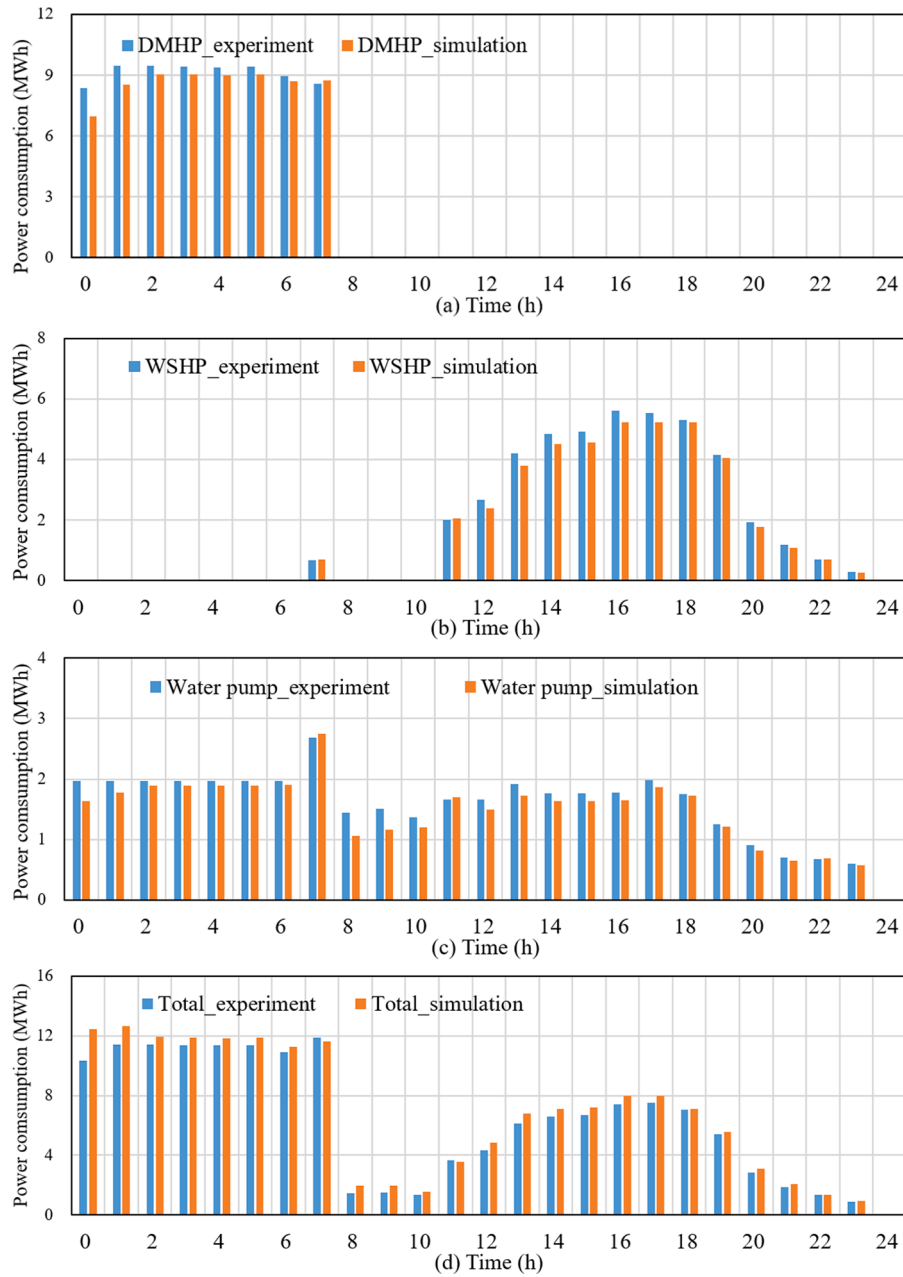 DMHP_experiment DMHP_simulation
Power comsumption (MWh)
12
9
6
3
0
0 2 4 6 8 10 12 14 16 18 20 22 24
(a) Time (h)
WSHP_experiment WSHP_simulation
Power comsumption (MWh)
8
6
4
2
0
0 2 4 6 8 10 12 14 16 18 20 22 24
(b) Time (h)
Water pump_experiment Water pump_simulation
Power comsumption (MWh)
4
3
2
1
0
0 2 4 6 8 10 12 14 16 18 20 22 24
(c) Time (h)
Total_experiment Total_simulation
Power comsumption (MWh)
16
12
8
4
0
0 2 4 6 8 10 12 14 16 18 20 22 24
(d) Time (h)